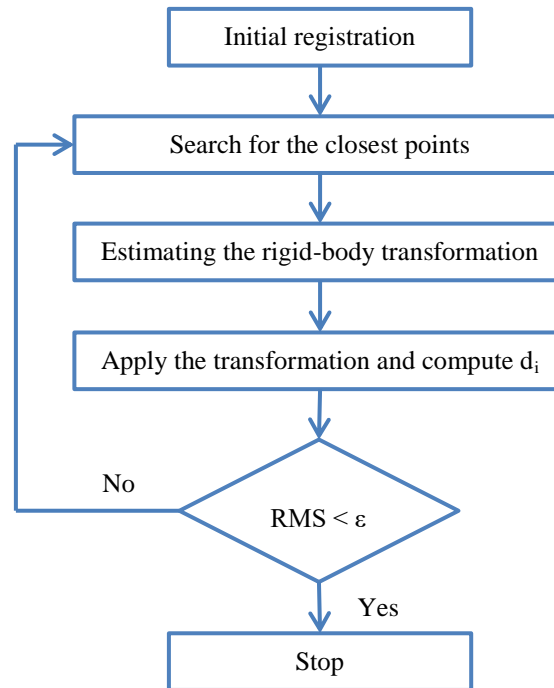 Initial registration
Search for the closest points
Estimating the rigid-body transformation
Apply the transformation and compute dᵢ
No
RMS < ε
Yes
Stop